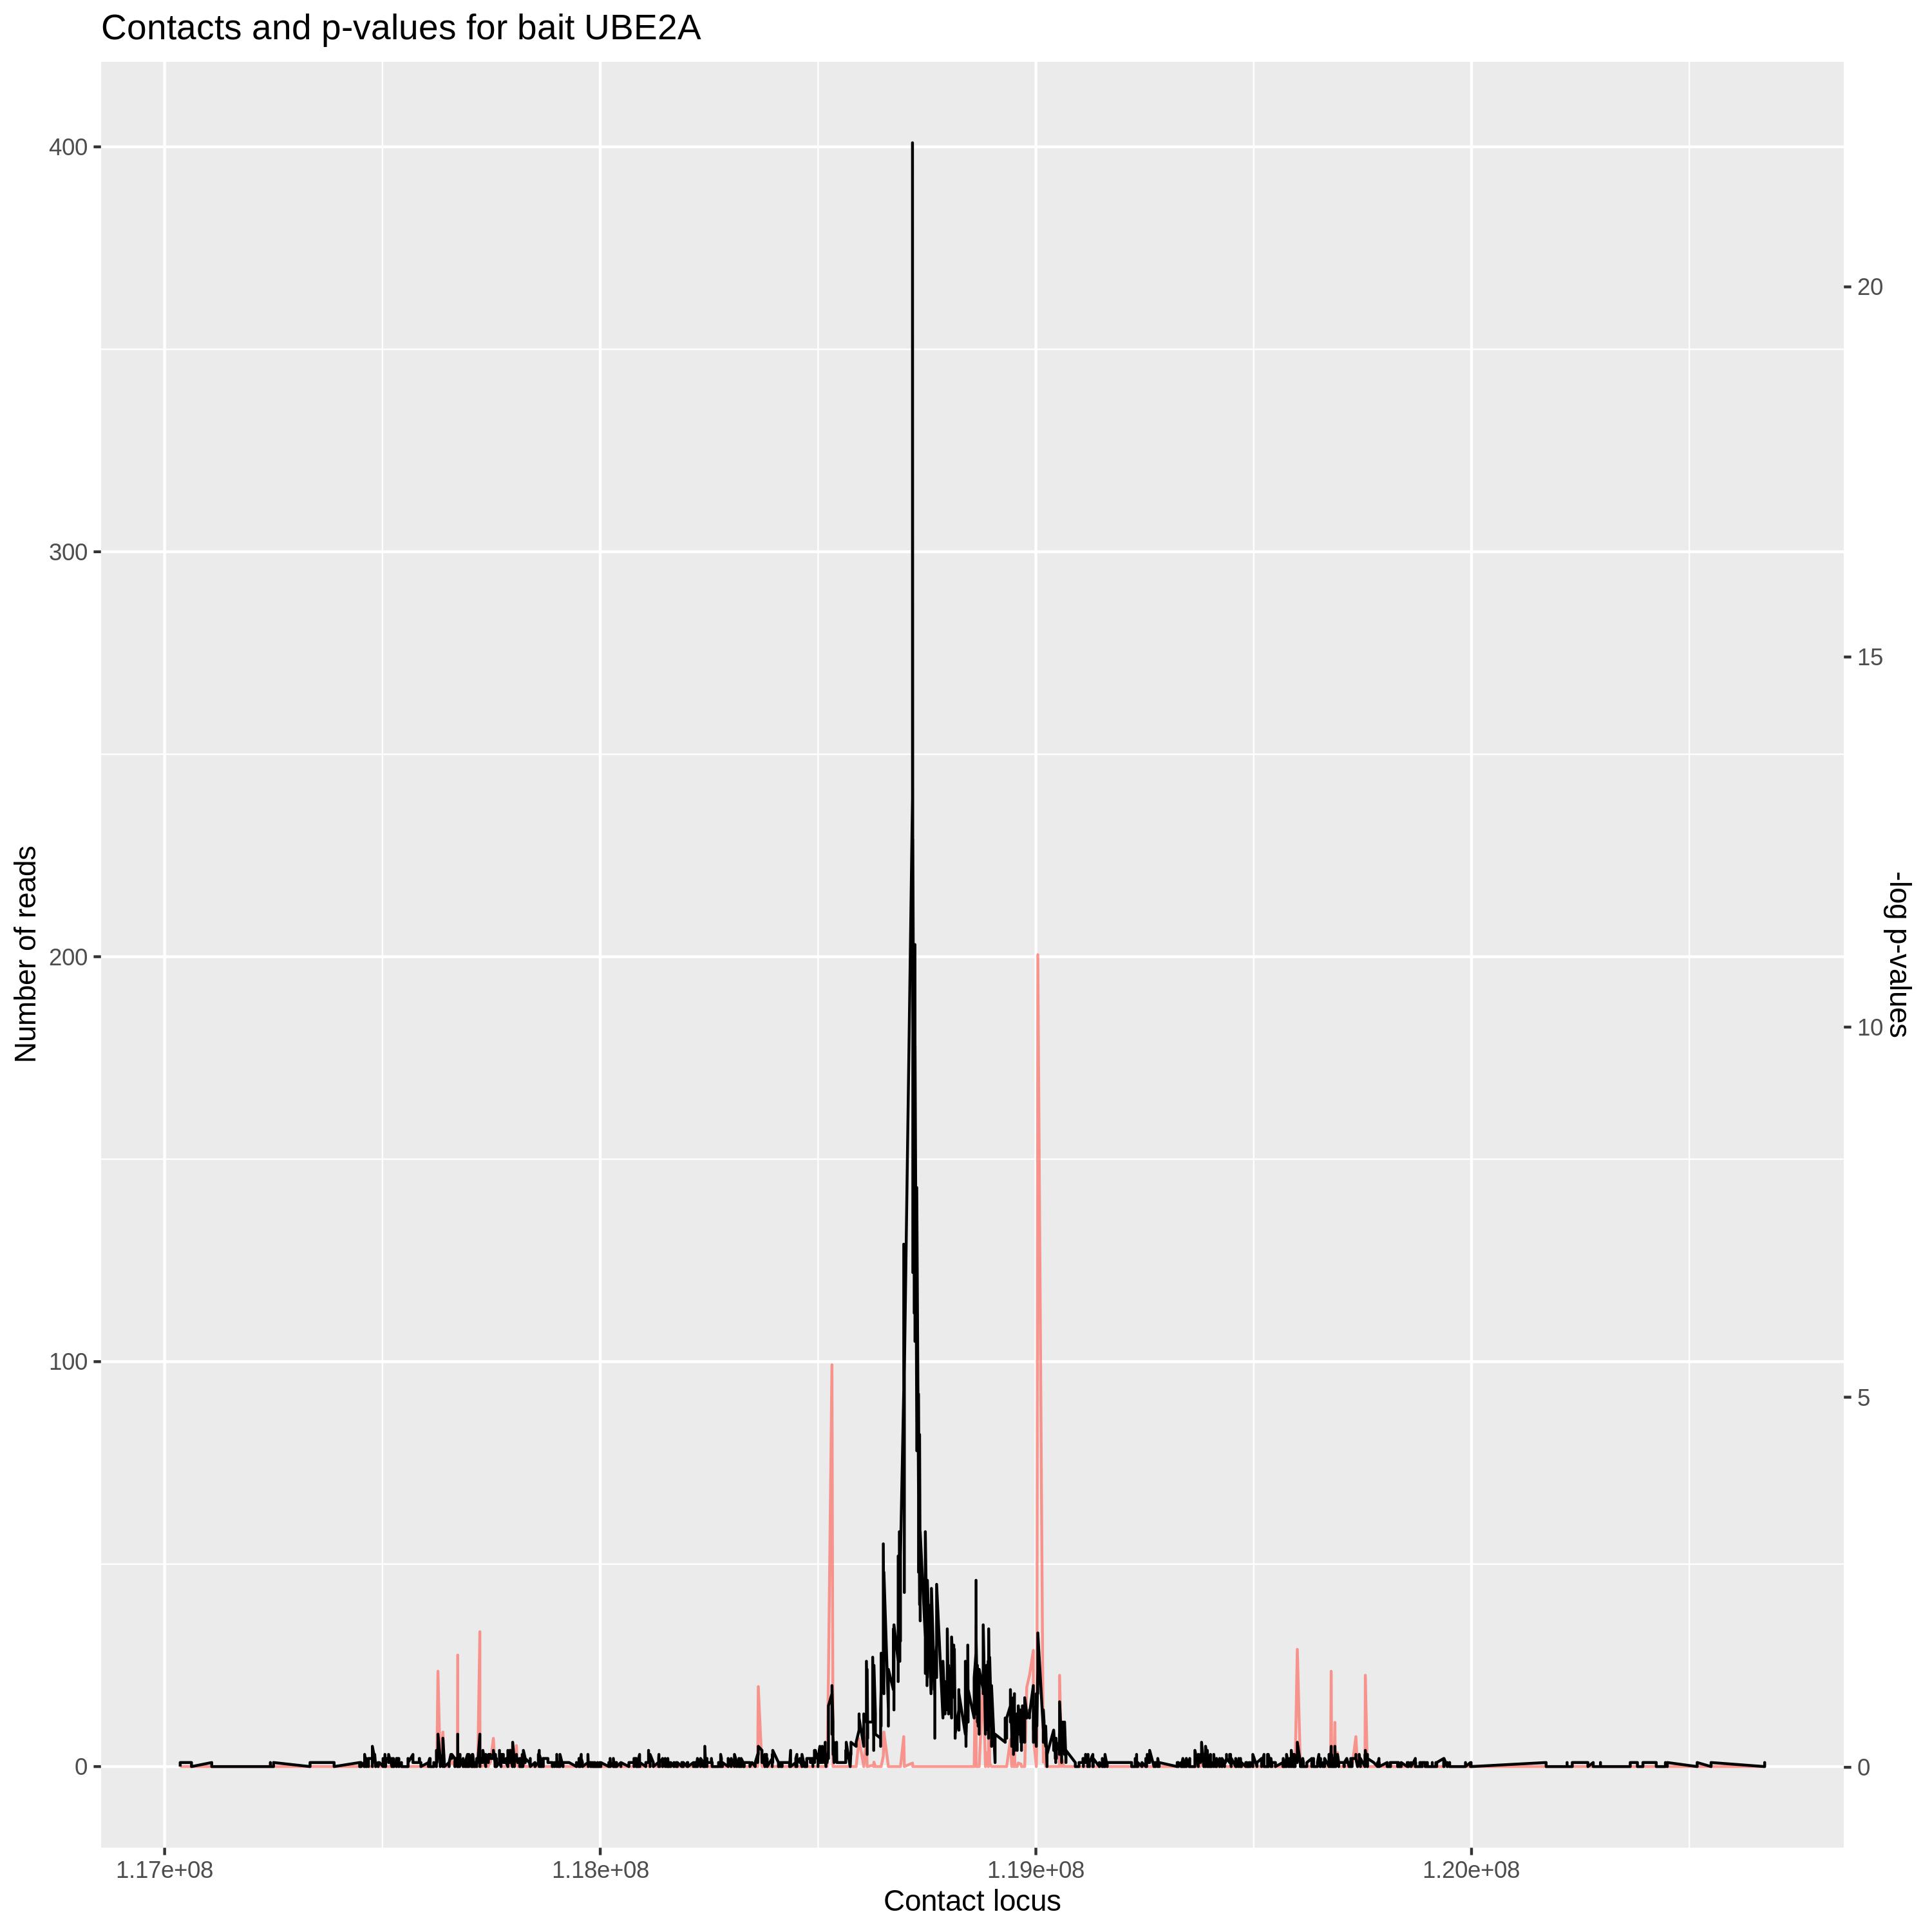 Contacts and p-values for bait UBE2A
400
300
200
100
0
Number of reads
20
15
10
5
0
-log p-values
1.17e+08 1.18e+08 1.19e+08 1.20e+08
Contact locus